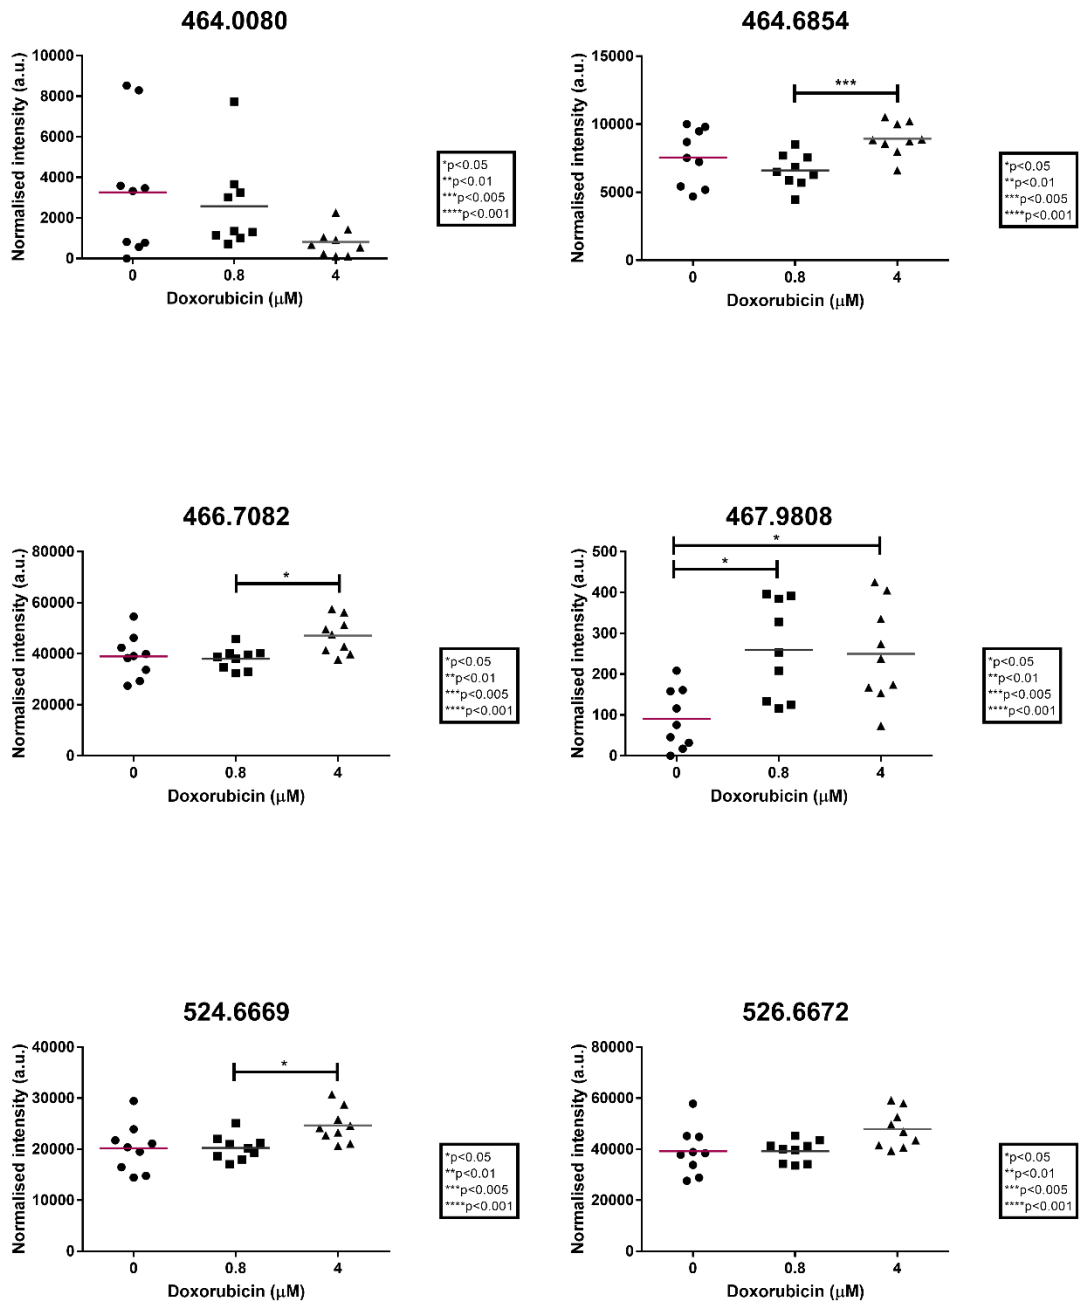 464.0080
Normalised intensity (a.u.)
10000
8000
6000
4000
2000
0
0 0.8 4
Doxorubicin (μM)
*p<0.05
**p<0.01
***p<0.005
****p<0.001
464.6854
Normalised intensity (a.u.)
15000
10000
5000
0
***
0 0.8 4
Doxorubicin (μM)
*p<0.05
**p<0.01
***p<0.005
****p<0.001
466.7082
Normalised intensity (a.u.)
80000
60000
40000
20000
0
*
0 0.8 4
Doxorubicin (μM)
*p<0.05
**p<0.01
***p<0.005
****p<0.001
467.9808
Normalised intensity (a.u.)
500
400
300
200
100
0
*
*
0 0.8 4
Doxorubicin (μM)
*p<0.05
**p<0.01
***p<0.005
****p<0.001
524.6669
Normalised intensity (a.u.)
40000
30000
20000
10000
0
*
0 0.8 4
Doxorubicin (μM)
*p<0.05
**p<0.01
***p<0.005
****p<0.001
526.6672
Normalised intensity (a.u.)
80000
60000
40000
20000
0
0 0.8 4
Doxorubicin (μM)
*p<0.05
**p<0.01
***p<0.005
****p<0.001